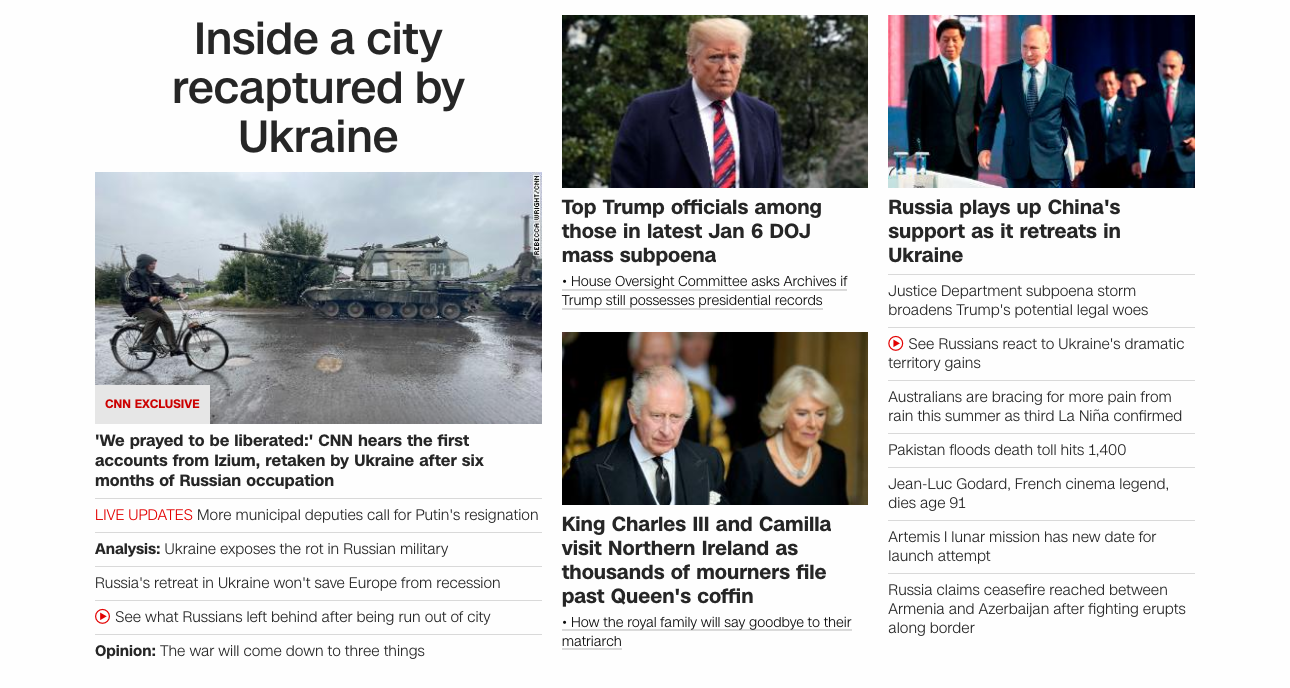 Inside a city
recaptured by
Ukraine
REBECCA WRIGHT/CNN
CNN EXCLUSIVE
'We prayed to be liberated:' CNN hears the first
accounts from Izium, retaken by Ukraine after six
months of Russian occupation
LIVE UPDATES More municipal deputies call for Putin's resignation
Analysis: Ukraine exposes the rot in Russian military
Russia's retreat in Ukraine won't save Europe from recession
See what Russians left behind after being run out of city
Opinion: The war will come down to three things
Top Trump officials among
those in latest Jan 6 DOJ
mass subpoena
• House Oversight Committee asks Archives if
Trump still possesses presidential records
King Charles III and Camilla
visit Northern Ireland as
thousands of mourners file
past Queen's coffin
• How the royal family will say goodbye to their
matriarch
Russia plays up China's
support as it retreats in
Ukraine
Justice Department subpoena storm
broadens Trump's potential legal woes
See Russians react to Ukraine's dramatic
territory gains
Australians are bracing for more pain from
rain this summer as third La Niña confirmed
Pakistan floods death toll hits 1,400
Jean-Luc Godard, French cinema legend,
dies age 91
Artemis I lunar mission has new date for
launch attempt
Russia claims ceasefire reached between
Armenia and Azerbaijan after fighting erupts
along border